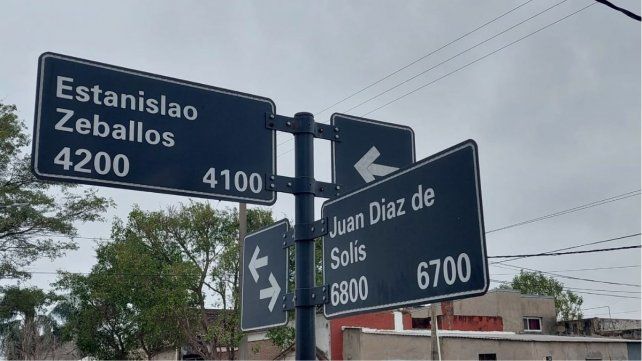 Estanislao
Zeballos
4200 4100
Juan Diaz de
Solís
6800 6700